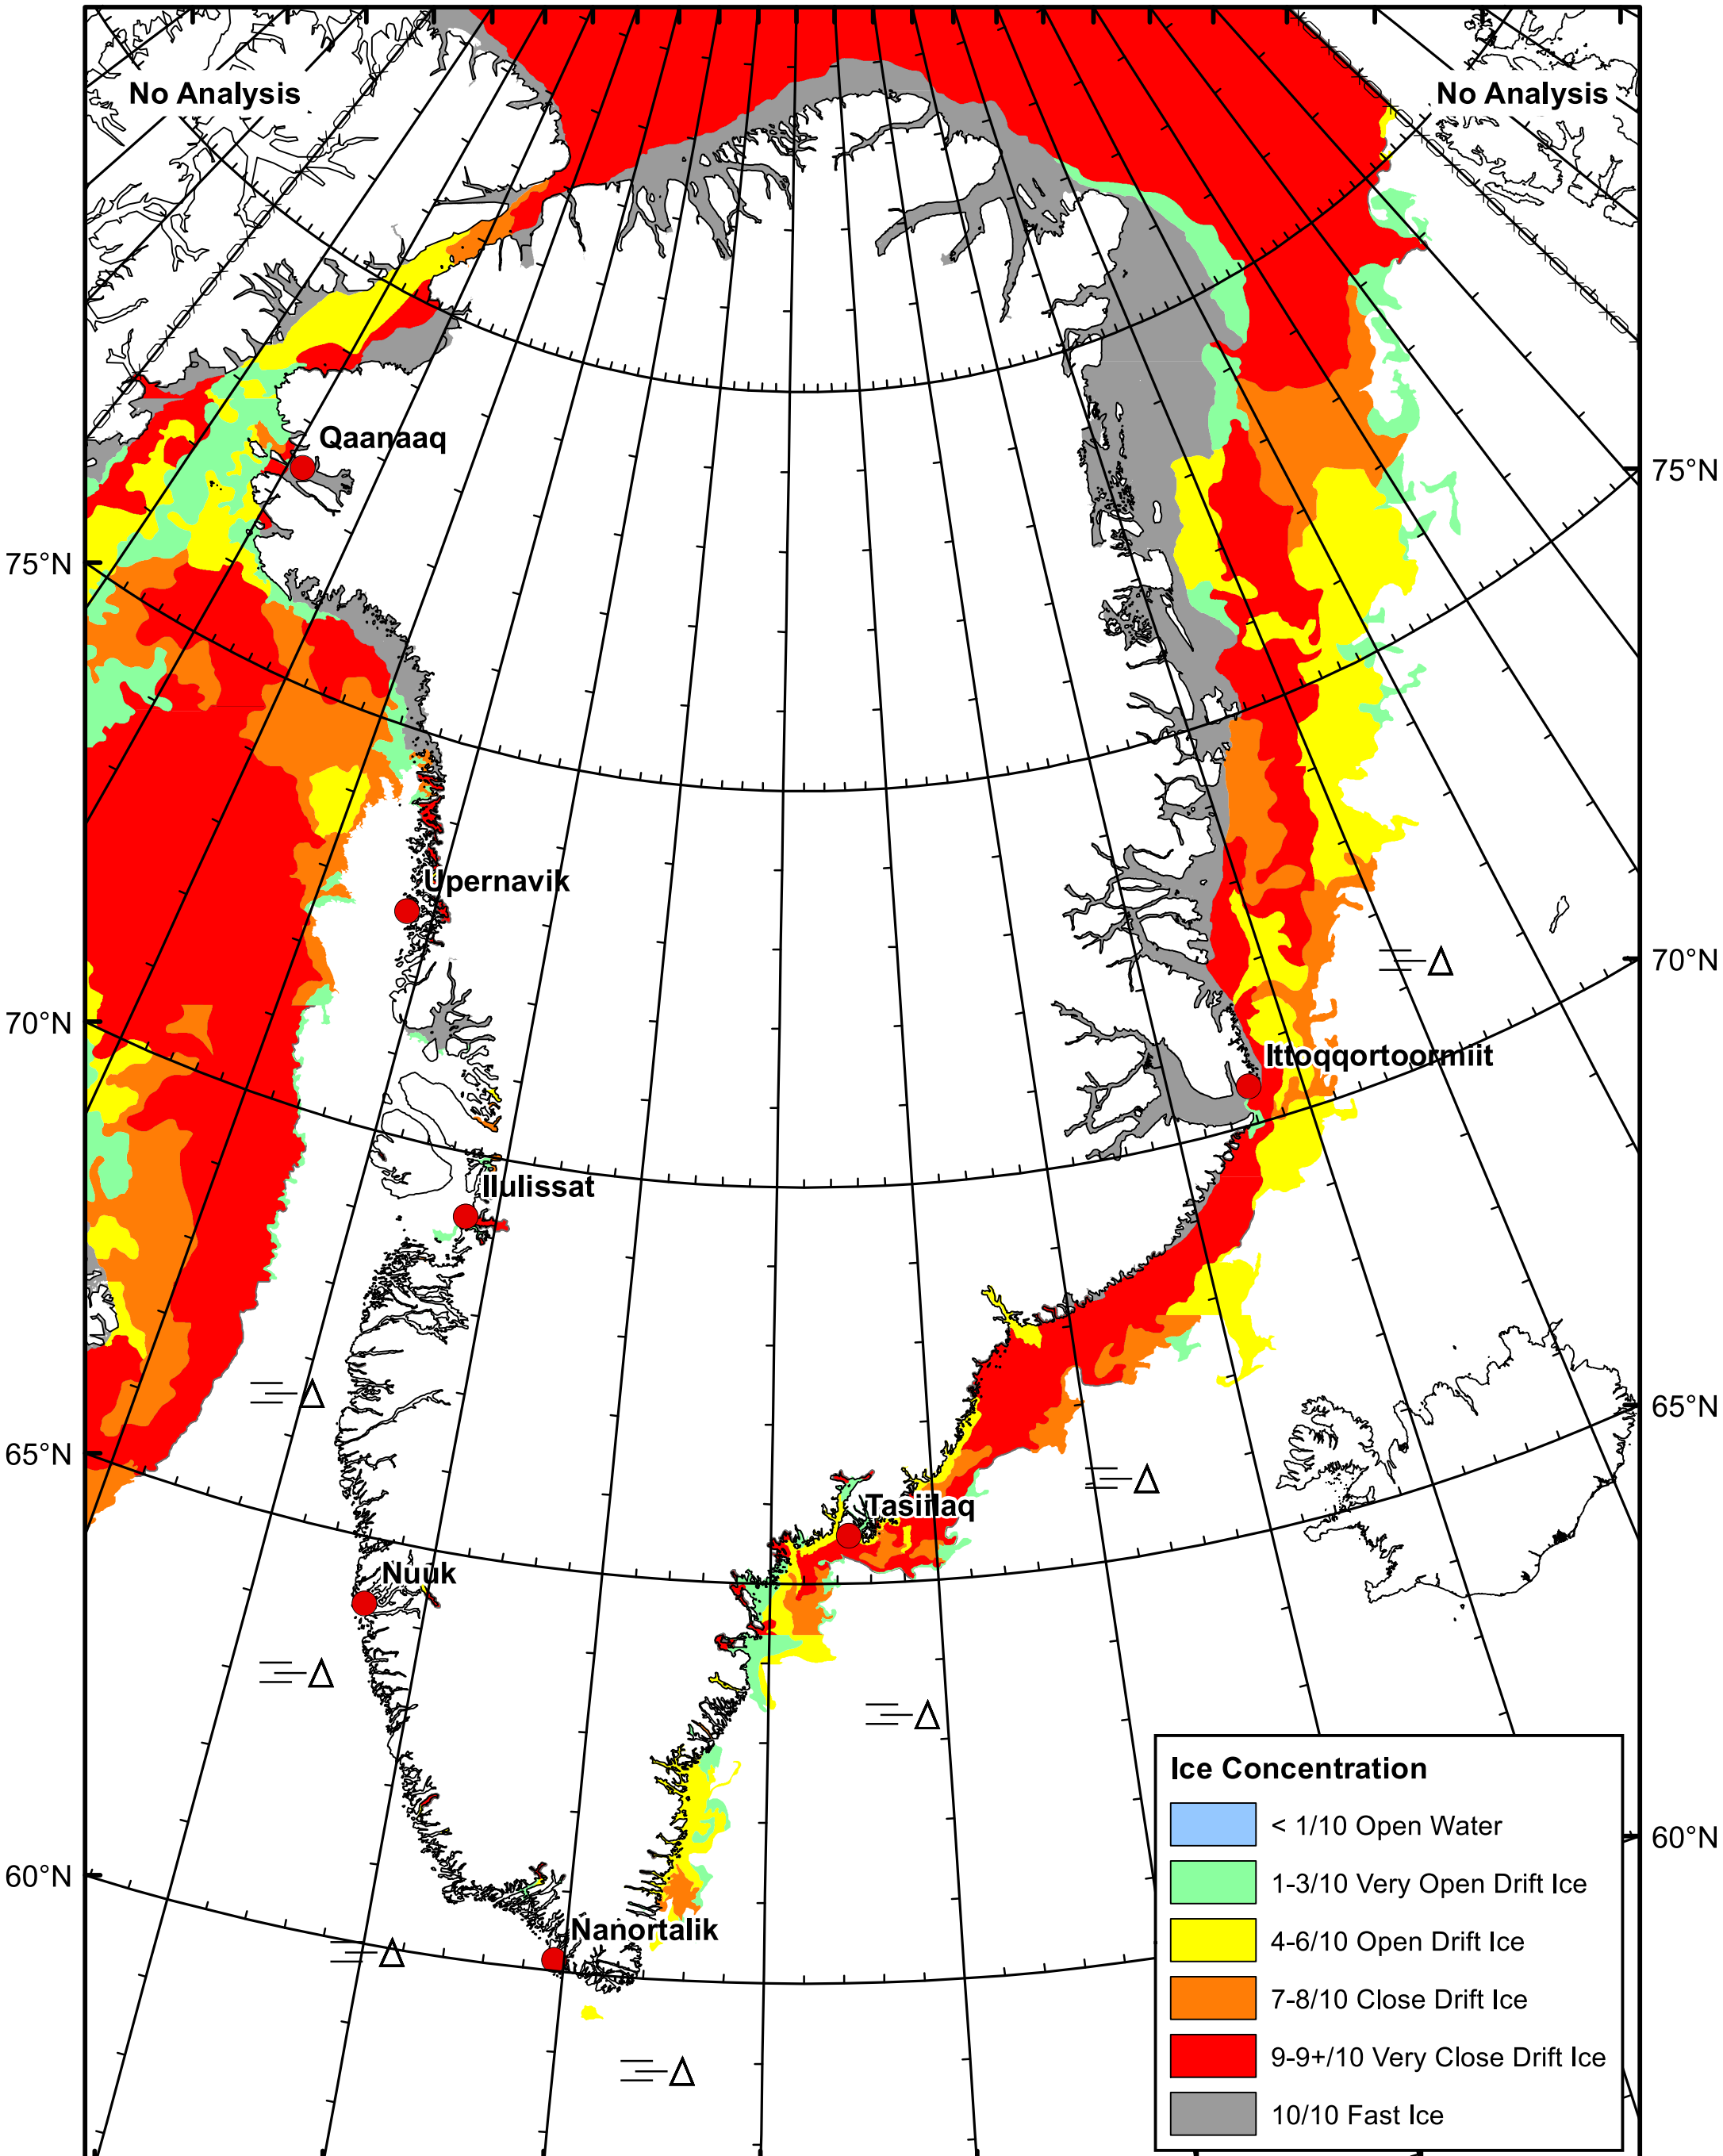 No Analysis
No Analysis
Qaanaaq
75°N
75°N
Upernavik
70°N
70°N
Ittoqqortoormiit
Ilulissat
65°N
65°N
Tasiilaq
Nuuk
60°N
60°N
Nanortalik
Ice Concentration
< 1/10 Open Water
1-3/10 Very Open Drift Ice
4-6/10 Open Drift Ice
7-8/10 Close Drift Ice
9-9+/10 Very Close Drift Ice
10/10 Fast Ice